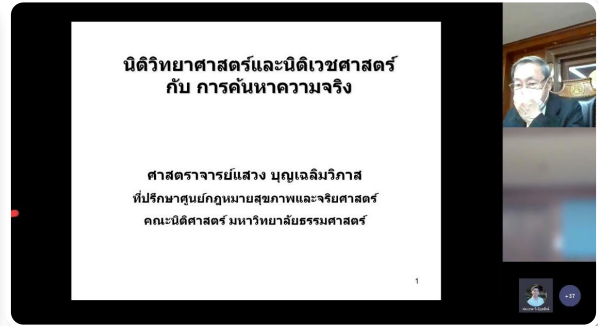 นิติวิทยาศาสตร์และนิติเวชศาสตร์
กับ การค้นหาความจริง
ศาสตราจารย์แสวง บุญเฉลิมวิภาส
ที่ปรึกษาศูนย์กฎหมายสุขภาพและจริยศาสตร์
คณะนิติศาสตร์ มหาวิทยาลัยธรรมศาสตร์
1
+37